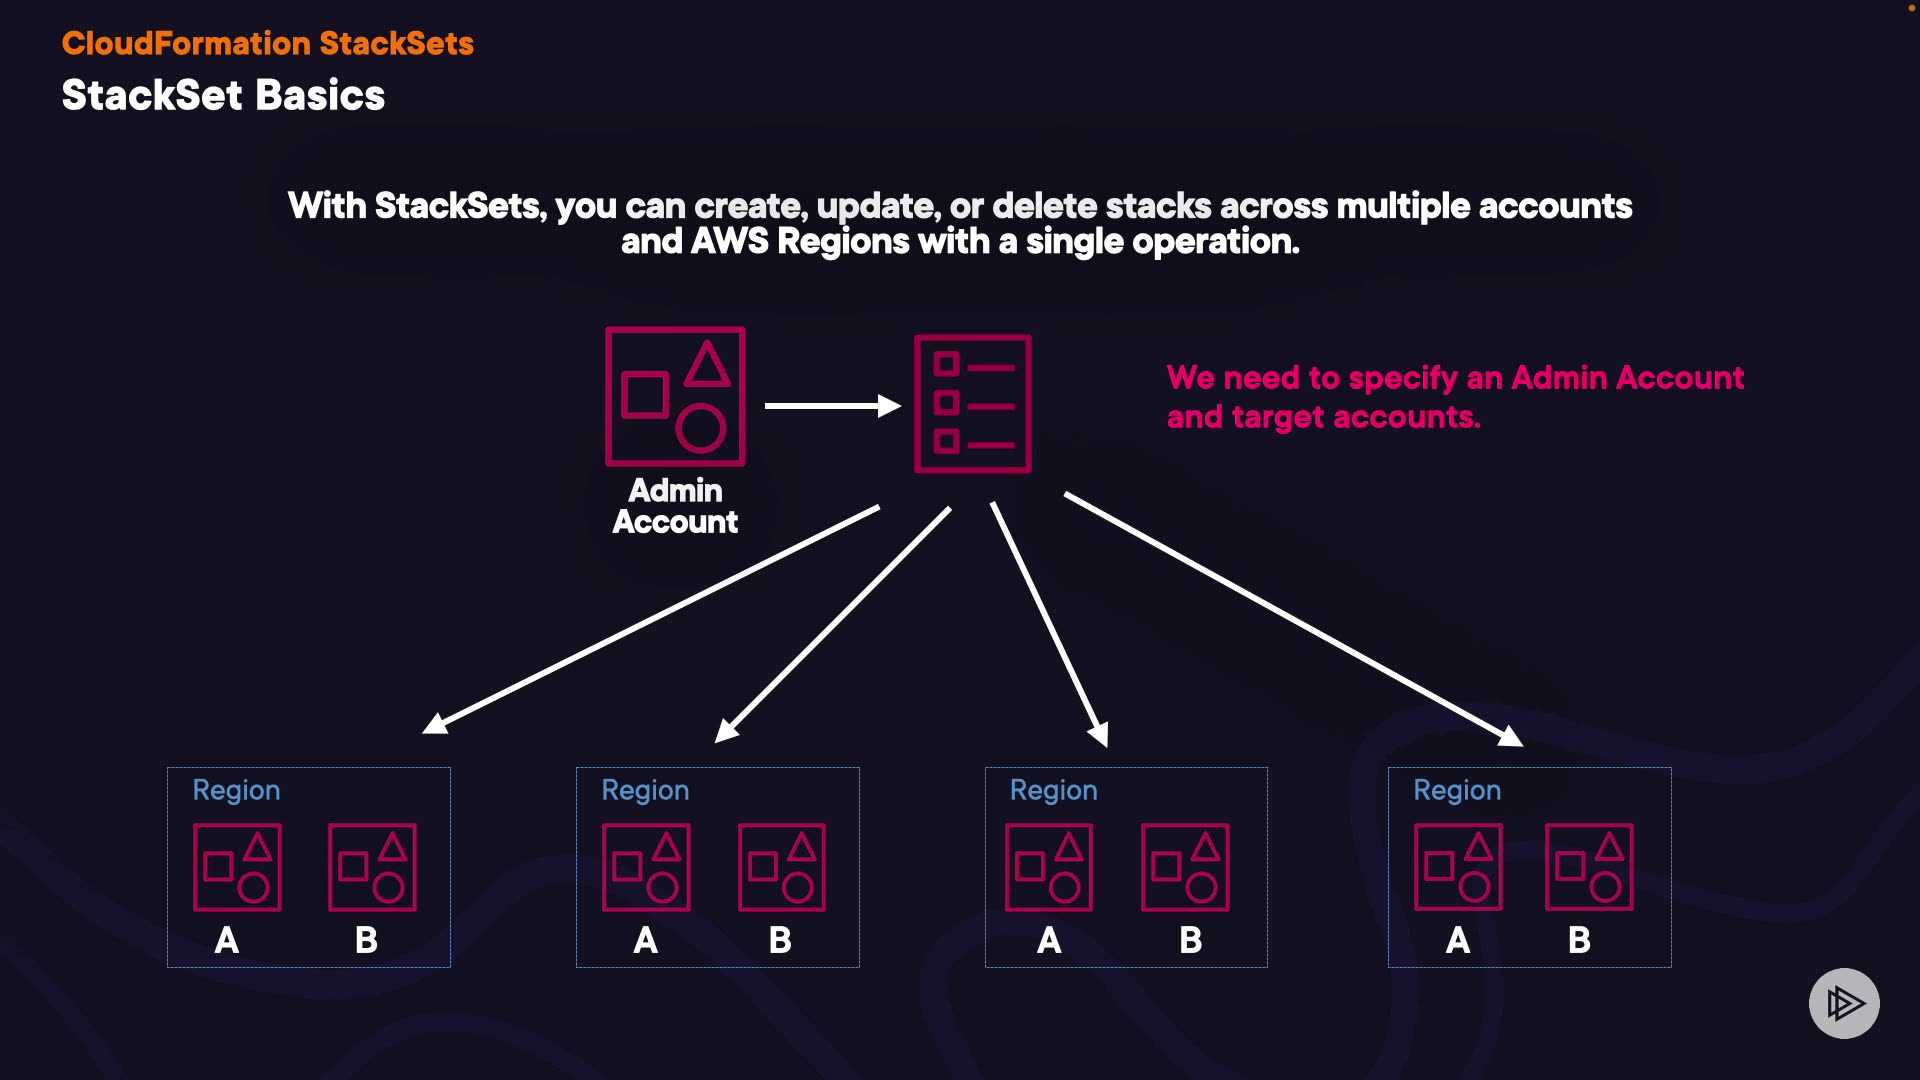 CloudFormation StackSets
StackSet Basics
With StackSets, you can create, update, or delete stacks across multiple accounts
and AWS Regions with a single operation.
We need to specify an Admin Account
and target accounts.
Admin
Account
Region
A B
Region
A B
Region
A B
Region
A B